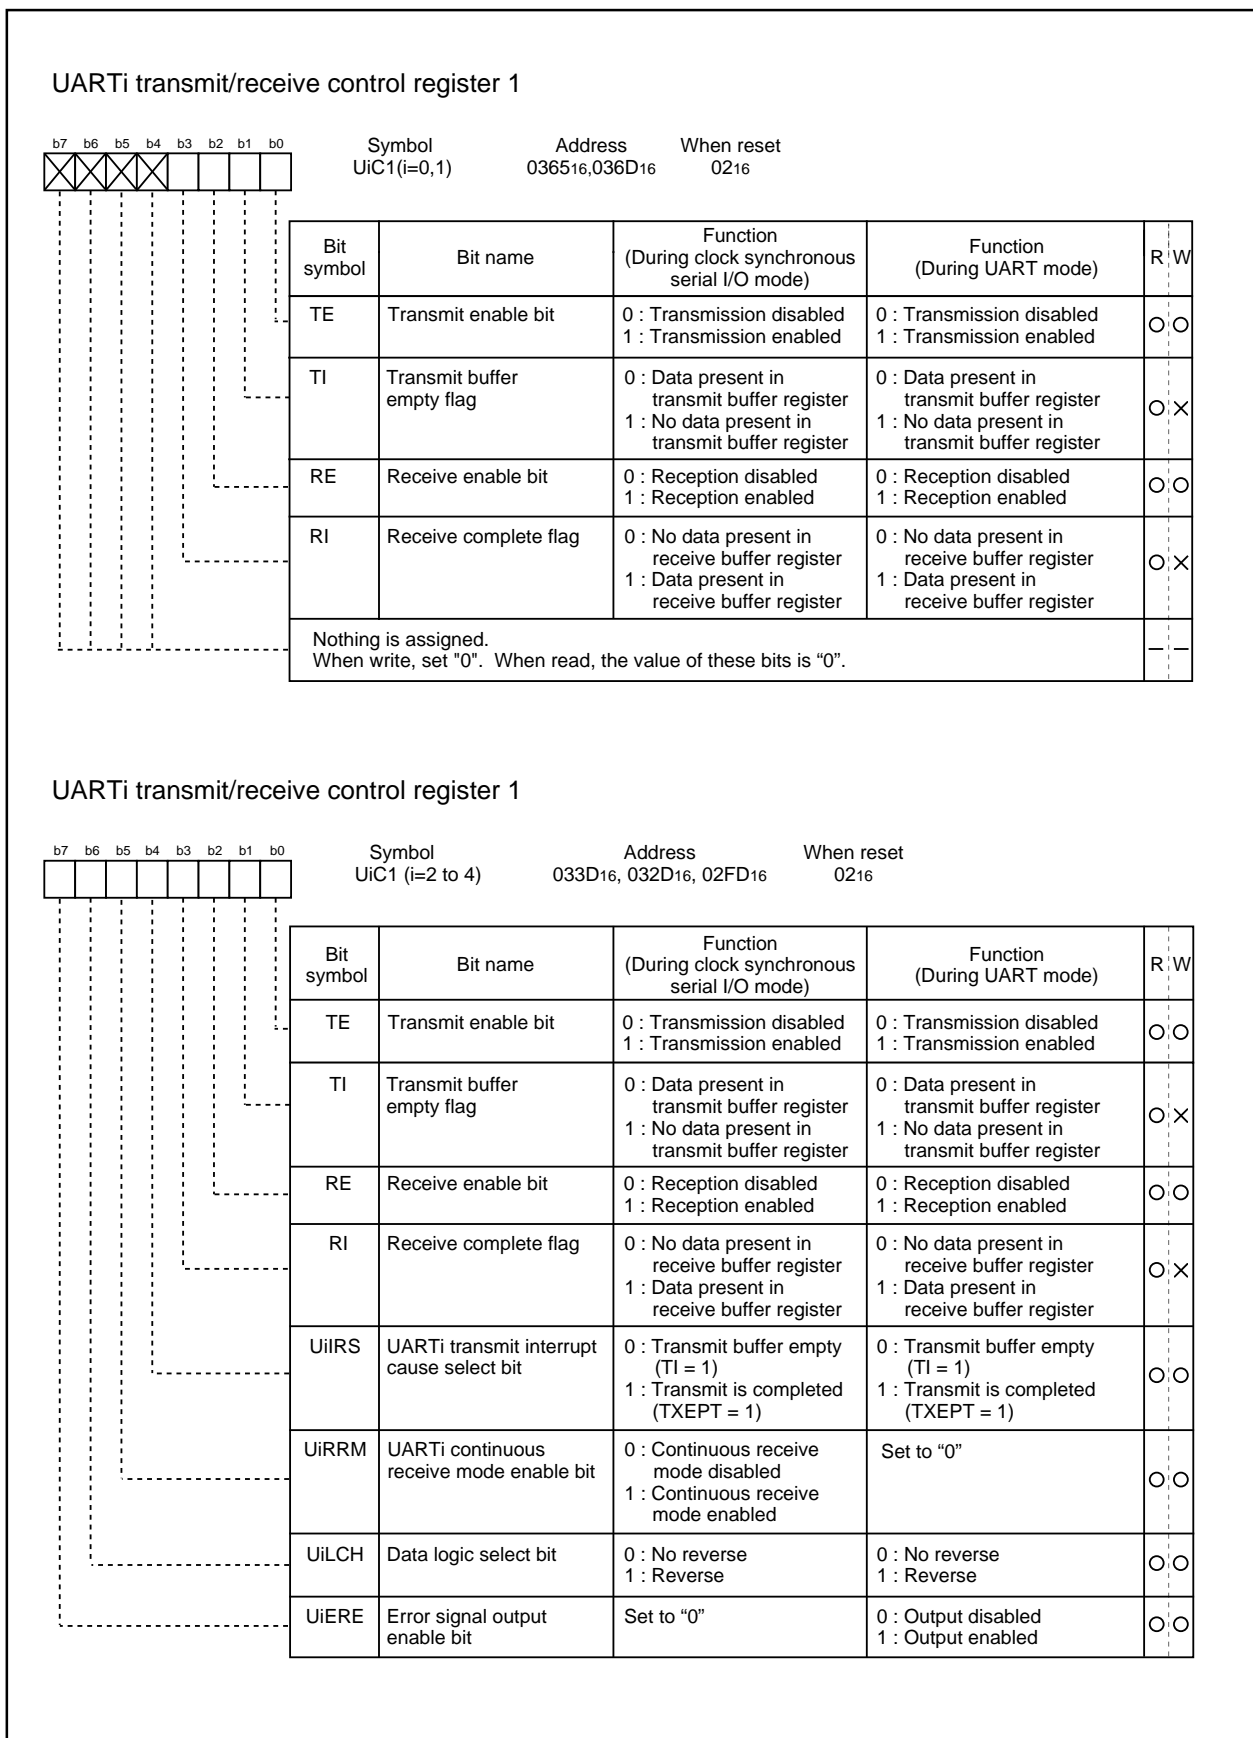 UARTi transmit/receive control register 1
b7 b6 b5 b4 b3 b2 b1 b0
Symbol Address When reset
UiC1(i=0,1) 036516,036D16 0216
Bit symbol Bit name Function (During clock synchronous serial I/O mode) Function (During UART mode) R W
TE Transmit enable bit 0 : Transmission disabled 0 : Transmission disabled
1 : Transmission enabled 1 : Transmission enabled
TI Transmit buffer 0 : Data present in 0 : Data present in
empty flag transmit buffer register transmit buffer register
1 : No data present in 1 : No data present in
transmit buffer register transmit buffer register
RE Receive enable bit 0 : Reception disabled 0 : Reception disabled
1 : Reception enabled 1 : Reception enabled
RI Receive complete flag 0 : No data present in 0 : No data present in
receive buffer register receive buffer register
1 : Data present in 1 : Data present in
receive buffer register receive buffer register
Nothing is assigned.
When write, set "0". When read, the value of these bits is “0”.
UARTi transmit/receive control register 1
b7 b6 b5 b4 b3 b2 b1 b0
Symbol Address When reset
UiC1 (i=2 to 4) 033D16, 032D16, 02FD16 0216
Bit symbol Bit name Function (During clock synchronous serial I/O mode) Function (During UART mode) R W
TE Transmit enable bit 0 : Transmission disabled 0 : Transmission disabled
1 : Transmission enabled 1 : Transmission enabled
TI Transmit buffer 0 : Data present in 0 : Data present in
empty flag transmit buffer register transmit buffer register
1 : No data present in 1 : No data present in
transmit buffer register transmit buffer register
RE Receive enable bit 0 : Reception disabled 0 : Reception disabled
1 : Reception enabled 1 : Reception enabled
RI Receive complete flag 0 : No data present in 0 : No data present in
receive buffer register receive buffer register
1 : Data present in 1 : Data present in
receive buffer register receive buffer register
UiIRS UARTi transmit interrupt 0 : Transmit buffer empty 0 : Transmit buffer empty
cause select bit (TI = 1) (TI = 1)
1 : Transmit is completed 1 : Transmit is completed
(TXEPT = 1) (TXEPT = 1)
UiRRM UARTi continuous 0 : Continuous receive Set to “0”
receive mode enable bit mode disabled
1 : Continuous receive
mode enabled
UiLCH Data logic select bit 0 : No reverse 0 : No reverse
1 : Reverse 1 : Reverse
UiERE Error signal output Set to “0” 0 : Output disabled
enable bit 1 : Output enabled